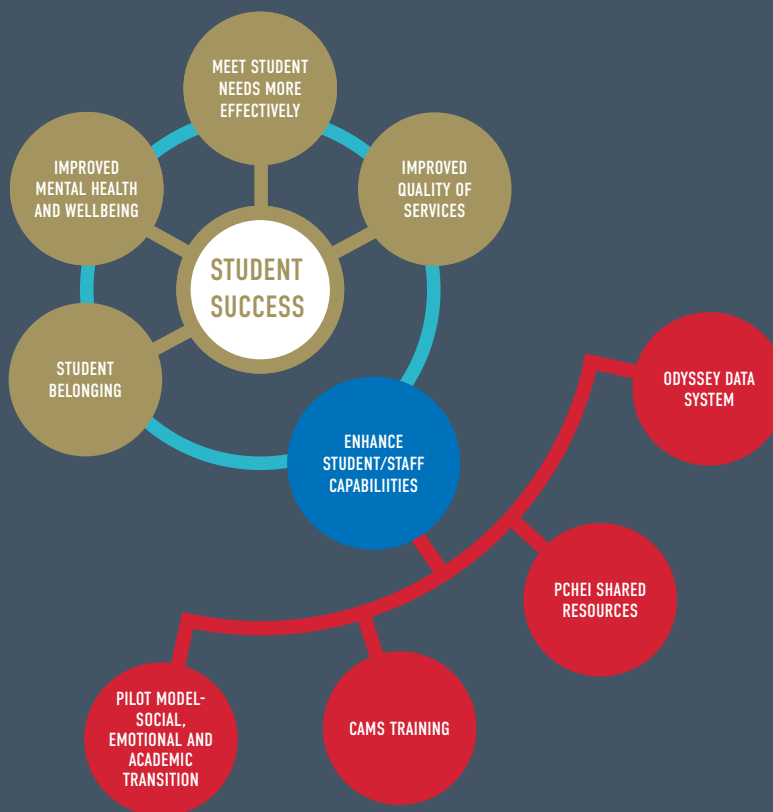 MEET STUDENT
NEEDS MORE
EFFECTIVELY
IMPROVED
MENTAL HEALTH
AND WELLBEING
IMPROVED
QUALITY OF
SERVICES
STUDENT
SUCCESS
STUDENT
BELONGING
ODYSSEY DATA
SYSTEM
ENHANCE
STUDENT/STAFF
CAPABILIITIES
PCHEI SHARED
RESOURCES
PILOT MODEL-
SOCIAL,
EMOTIONAL AND
ACADEMIC
TRANSITION
CAMS TRAINING